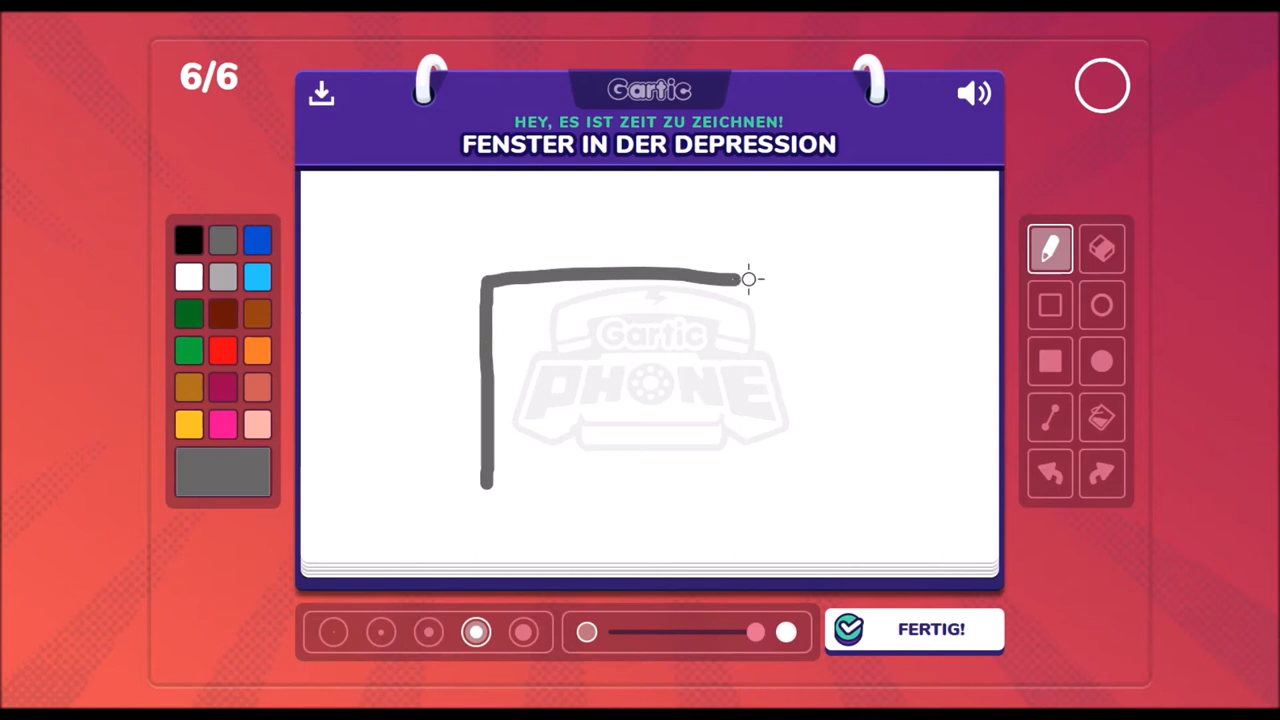 6/6
Gartic
HEY, ES IST ZEIT ZU ZEICHNEN!
FENSTER IN DER DEPRESSION
Gartic
PHONE
FERTIG!